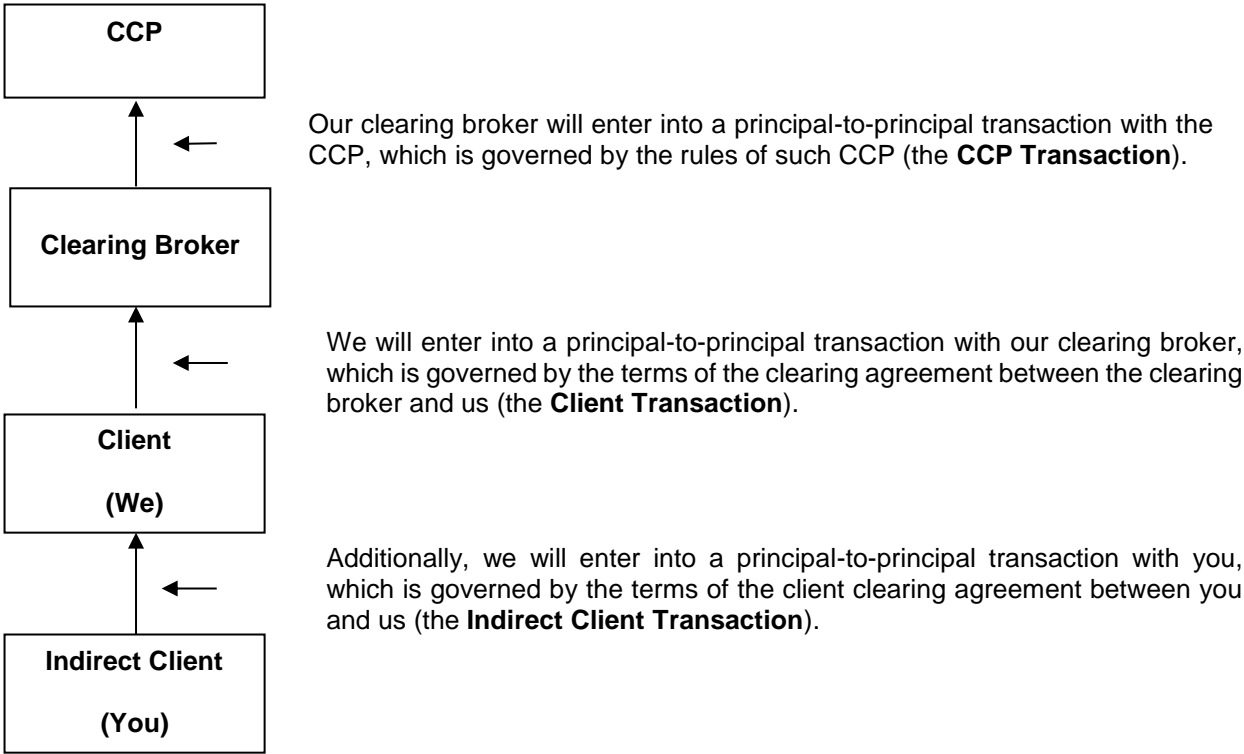 CCP
Our clearing broker will enter into a principal-to-principal transaction with the
CCP, which is governed by the rules of such CCP (the CCP Transaction).
Clearing Broker
We will enter into a principal-to-principal transaction with our clearing broker,
which is governed by the terms of the clearing agreement between the clearing
broker and us (the Client Transaction).
Client
(We)
Additionally, we will enter into a principal-to-principal transaction with you,
which is governed by the terms of the client clearing agreement between you
and us (the Indirect Client Transaction).
Indirect Client
(You)